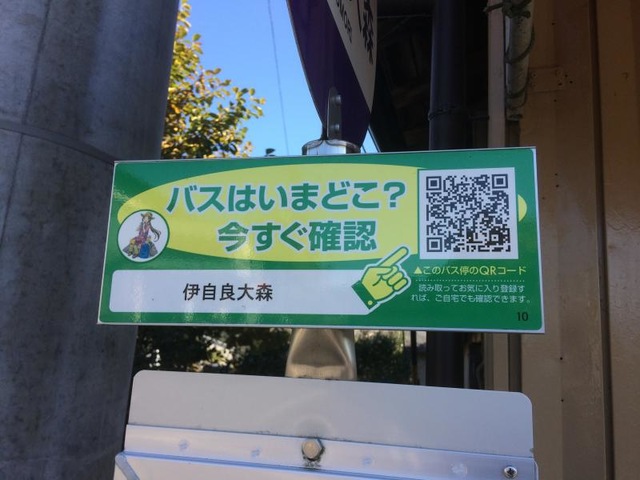 森
バスはいまどこ？
今すぐ確認
伊自良大森
▲このバス停のQRコード
読み取ってお気に入り登録す
れば、ご自宅でも確認できます。
10